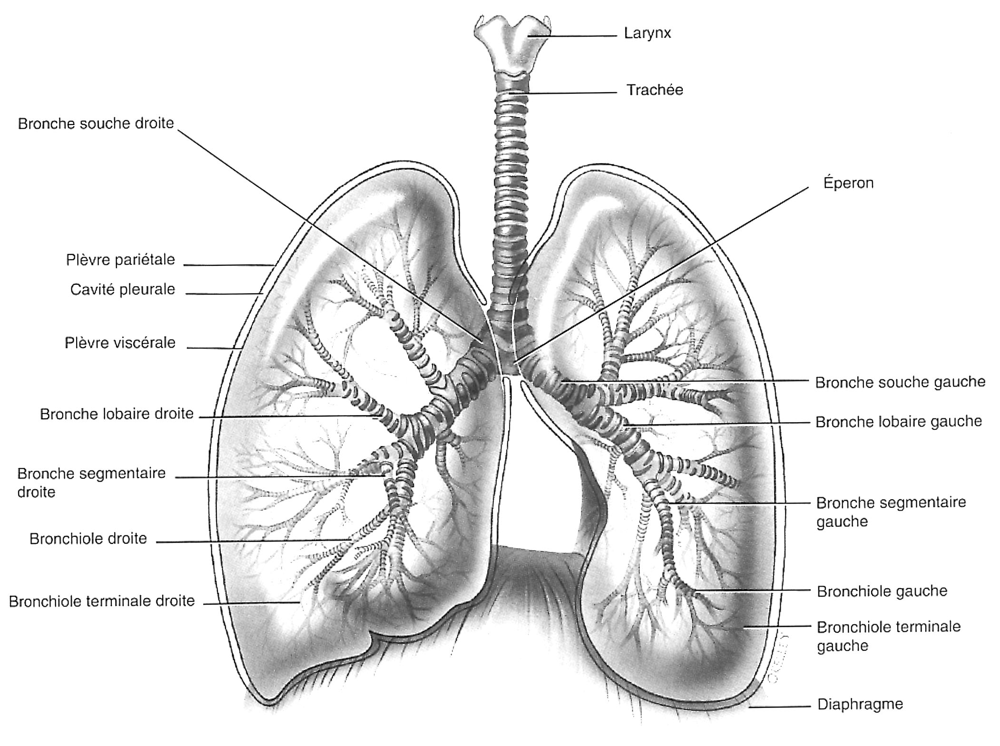 Larynx
Trachée
Bronche souche droite
Éperon
Plèvre pariétale
Cavité pleurale
Plèvre viscérale
Bronche souche gauche
Bronche lobaire droite
Bronche lobaire gauche
Bronche segmentaire
droite
Bronche segmentaire
gauche
Bronchiole droite
Bronchiole gauche
Bronchiole terminale droite
Bronchiole terminale
gauche
Diaphragme